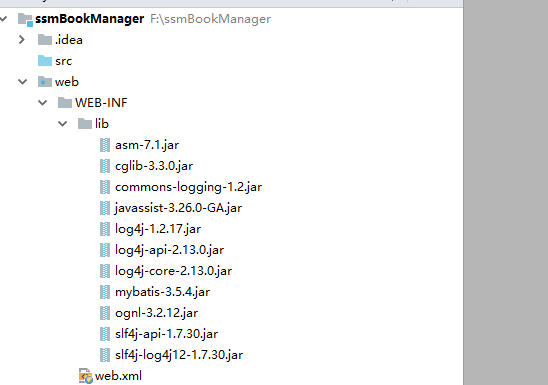 ssmBookManager F:\ssmBookManager
.idea
src
web
WEB-INF
lib
asm-7.1.jar
cglib-3.3.0.jar
commons-logging-1.2.jar
javassist-3.26.0-GA.jar
log4j-1.2.17.jar
log4j-api-2.13.0.jar
log4j-core-2.13.0.jar
mybatis-3.5.4.jar
ognl-3.2.12.jar
slf4j-api-1.7.30.jar
slf4j-log4j12-1.7.30.jar
web.xml